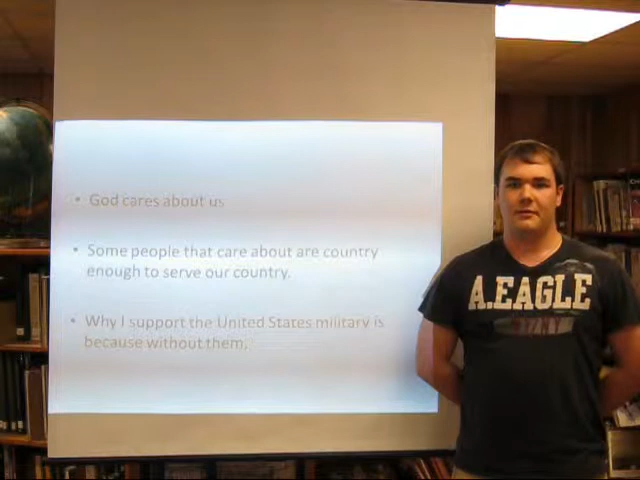 • God cares about us
• Some people that care about are country
enough to serve our country.
• Why I support the United States military is
because without them.
A.EAGLE